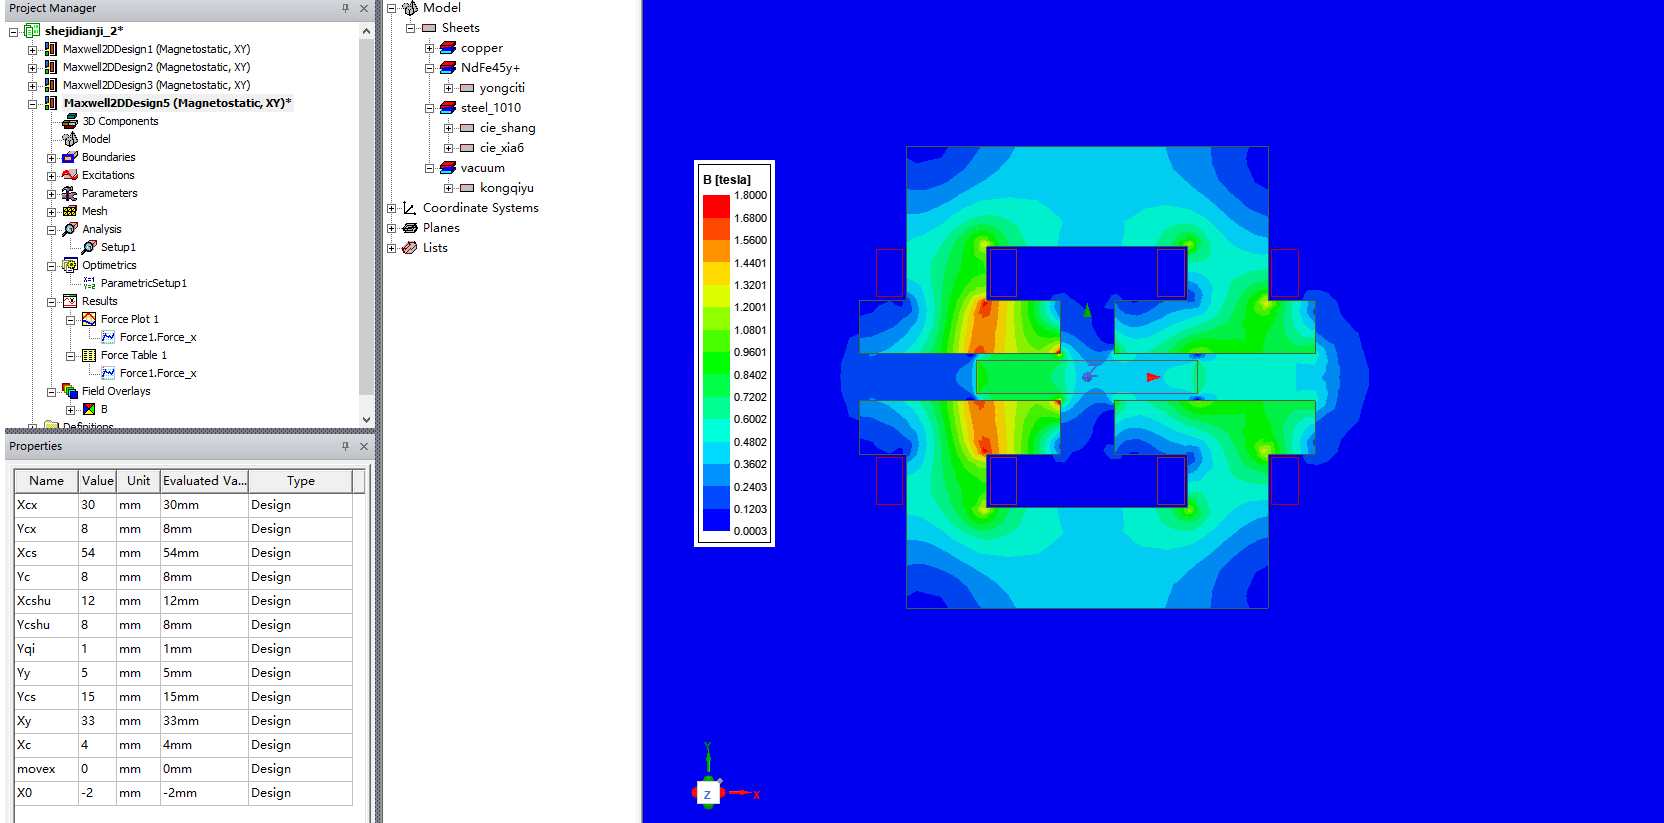 Project Manager
shejidianji_2*
Maxwell2DDesign1 (Magnetostatic, XY)
Maxwell2DDesign2 (Magnetostatic, XY)
Maxwell2DDesign3 (Magnetostatic, XY)
Maxwell2DDesign5 (Magnetostatic, XY)*
3D Components
Model
Boundaries
Excitations
Parameters
Mesh
Analysis
Setup1
Optimetrics
ParametricSetup1
Results
Force Plot 1
Force1.Force_x
Force Table 1
Force1.Force_x
Field Overlays
B
Definitions
Properties
Name Value Unit Evaluated Va... Type
Xcx 30 mm 30mm Design
Ycx 8 mm 8mm Design
Xcs 54 mm 54mm Design
Yc 8 mm 8mm Design
Xcshu 12 mm 12mm Design
Ycshu 8 mm 8mm Design
Yqi 1 mm 1mm Design
Yy 5 mm 5mm Design
Ycs 15 mm 15mm Design
Xy 33 mm 33mm Design
Xc 4 mm 4mm Design
movex 0 mm 0mm Design
X0 -2 mm -2mm Design
Model
Sheets
copper
NdFe45y+
yongciti
steel_1010
cie_shang
cie_xia6
vacuum
kongqiyu
Coordinate Systems
Planes
Lists
B [tesla]
1.8000
1.6800
1.5600
1.4401
1.3201
1.2001
1.0801
0.9601
0.8402
0.7202
0.6002
0.4802
0.3602
0.2403
0.1203
0.0003
Y
Z
X